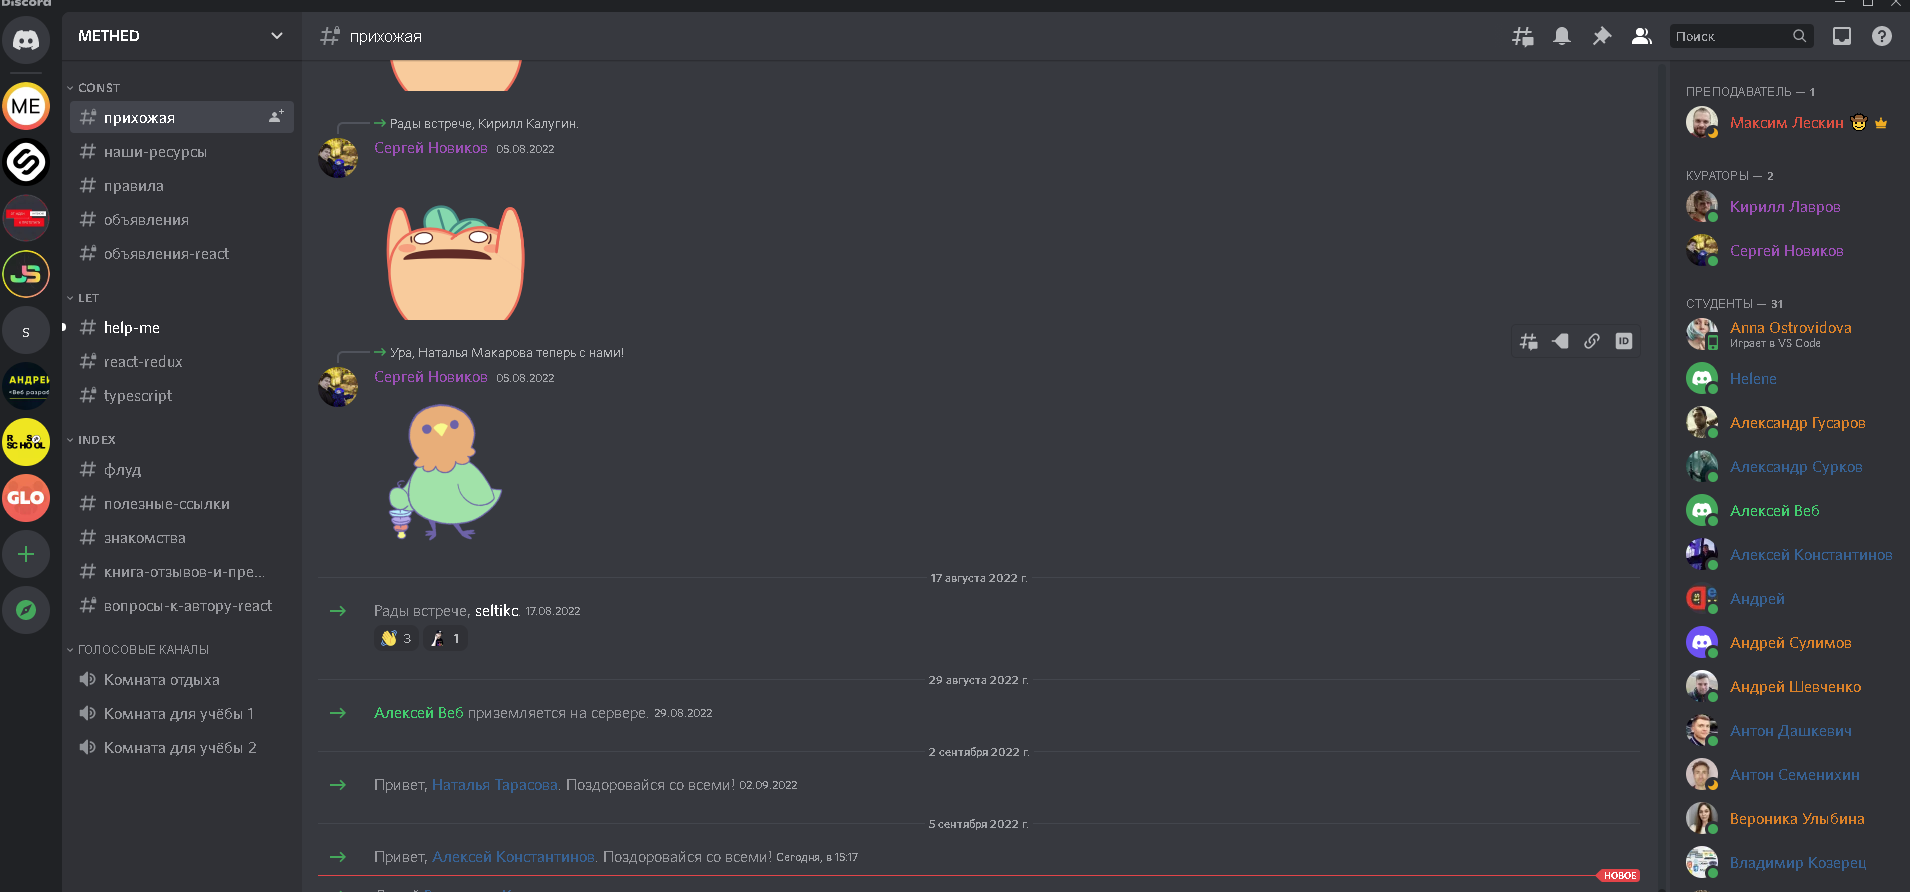 Discord
METHED
CONST
прихожая
наши-ресурсы
правила
объявления
объявления-react
LET
help-me
react-redux
typescript
INDEX
флуд
полезные-ссылки
знакомства
книга-отзывов-и-пре...
вопросы-к-автору-react
ГОЛОСОВЫЕ КАНАЛЫ
Комната отдыха
Комната для учёбы 1
Комната для учёбы 2
ME
JS
s
АНДРЕЙ
GLO
прихожая
Поиск
Рады встрече, Кирилл Калугин.
Сергей Новиков 05.08.2022
Ура, Наталья Макарова теперь с нами!
Сергей Новиков 05.08.2022
ID
17 августа 2022 г.
Рады встрече, seltikc. 17.08.2022
3 1
29 августа 2022 г.
Алексей Веб приземляется на сервере. 29.08.2022
2 сентября 2022 г.
Привет, Наталья Тарасова. Поздоровайся со всеми! 02.09.2022
5 сентября 2022 г.
Привет, Алексей Константинов. Поздоровайся со всеми! Сегодня, в 15:17
НОВОЕ
ПРЕПОДАВАТЕЛЬ — 1
Максим Лескин
КУРАТОРЫ — 2
Кирилл Лавров
Сергей Новиков
СТУДЕНТЫ — 31
Anna Ostrovidova
Играет в VS Code
Helene
Александр Гусаров
Александр Сурков
Алексей Веб
Алексей Константинов
Андрей
Андрей Сулимов
Андрей Шевченко
Антон Дашкевич
Антон Семенихин
Вероника Улыбина
Владимир Козерец